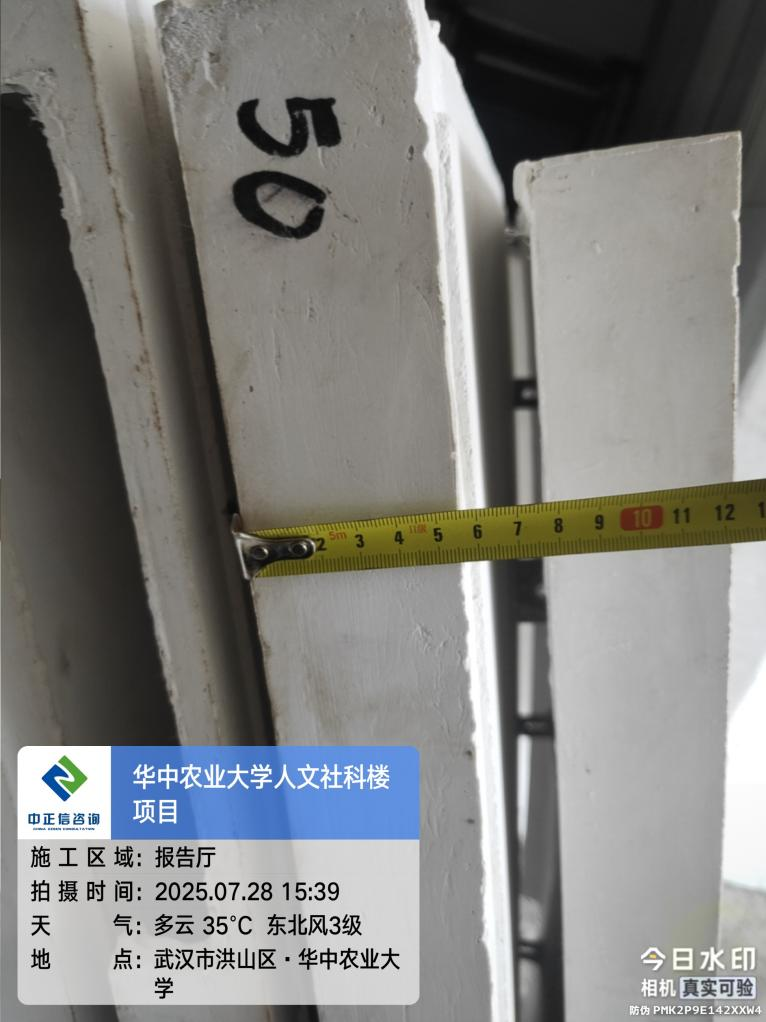 50
5m
2 3 4 5 6 7 8 9 10 11 12
中正信咨询
华中农业大学人文社科楼
项目
施工区域：报告厅
拍摄时间：2025.07.28 15:39
天气：多云 35℃ 东北风3级
地点：武汉市洪山区·华中农业大
学
今日水印
相机 真实可验
防伪 PMK2P9E142XXW4